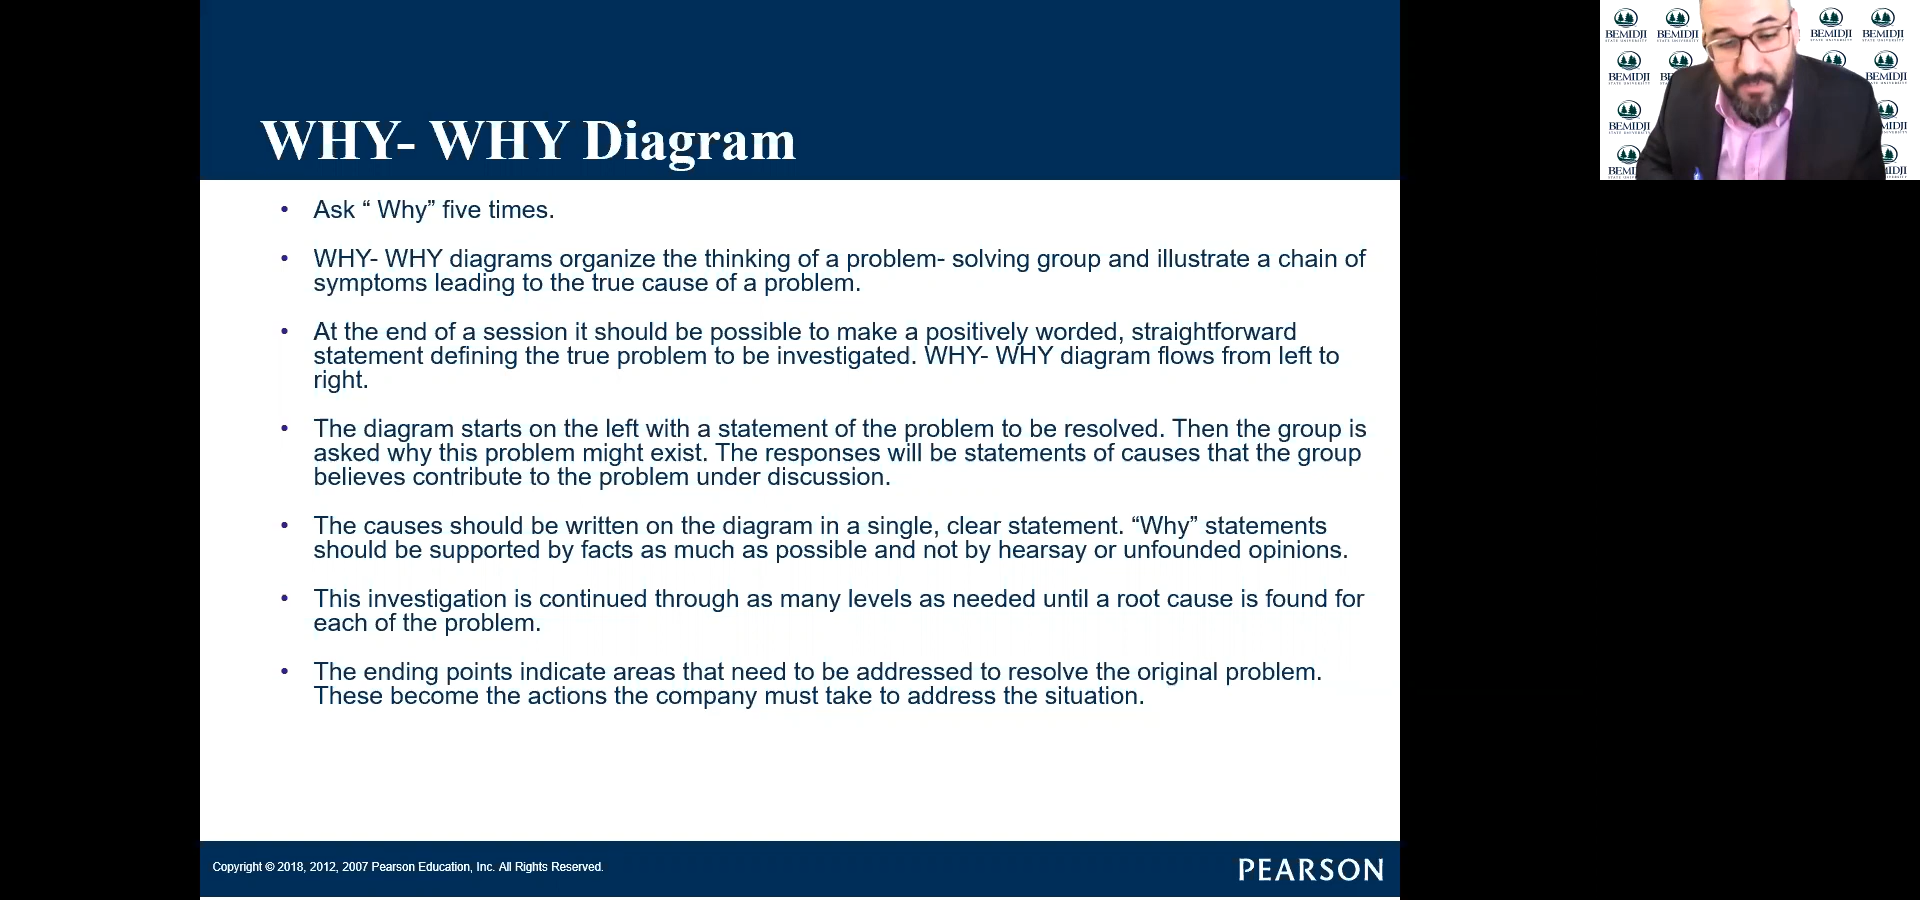 WHY- WHY Diagram
• Ask “ Why” five times.
• WHY- WHY diagrams organize the thinking of a problem- solving group and illustrate a chain of
symptoms leading to the true cause of a problem.
• At the end of a session it should be possible to make a positively worded, straightforward
statement defining the true problem to be investigated. WHY- WHY diagram flows from left to
right.
• The diagram starts on the left with a statement of the problem to be resolved. Then the group is
asked why this problem might exist. The responses will be statements of causes that the group
believes contribute to the problem under discussion.
• The causes should be written on the diagram in a single, clear statement. “Why” statements
should be supported by facts as much as possible and not by hearsay or unfounded opinions.
• This investigation is continued through as many levels as needed until a root cause is found for
each of the problem.
• The ending points indicate areas that need to be addressed to resolve the original problem.
These become the actions the company must take to address the situation.
Copyright © 2018, 2012, 2007 Pearson Education, Inc. All Rights Reserved.
PEARSON
BEMIDJI BEMIDJI BEMIDJI BEMIDJI
STATE UNIVERSITY STATE UNIVERSITY STATE UNIVERSITY STATE UNIVERSITY
BEMIDJI BEMIDJI
BEMIDJI